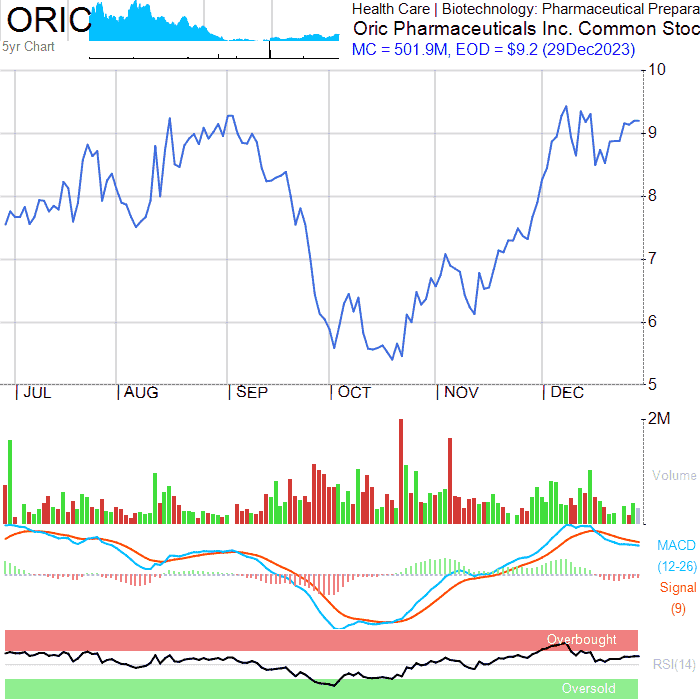 ORIC
5yr Chart
Health Care | Biotechnology: Pharmaceutical Prepara
Oric Pharmaceuticals Inc. Common Stoc
MC = 501.9M, EOD = $9.2 (29Dec2023)
10
9
8
7
6
5
JUL AUG SEP OCT NOV DEC
2M
Volume
MACD
(12-26)
Signal
(9)
Overbought
RSI(14)
Oversold